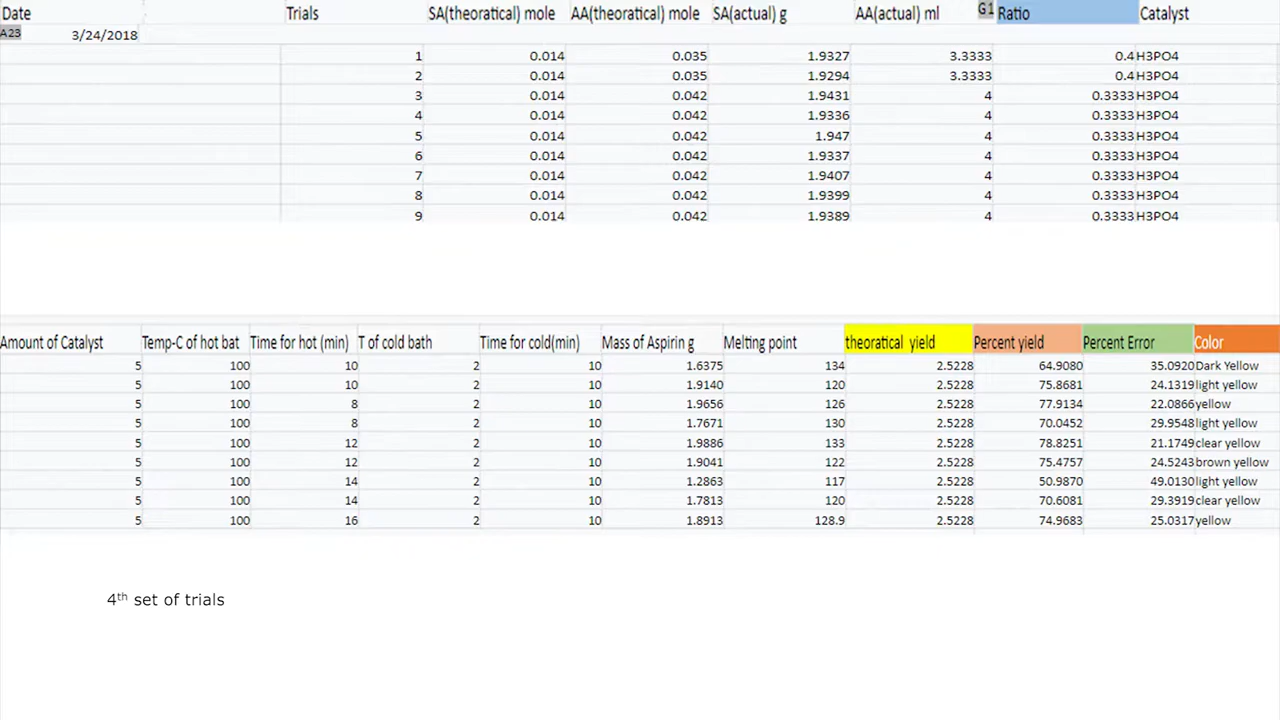 Date Trials SA(theoratical) mole AA(theoratical) mole SA(actual) g AA(actual) ml G1 Ratio Catalyst
A23 3/24/2018
1 0.014 0.035 1.9327 3.3333 0.4 H3PO4
2 0.014 0.035 1.9294 3.3333 0.4 H3PO4
3 0.014 0.042 1.9431 4 0.3333 H3PO4
4 0.014 0.042 1.9336 4 0.3333 H3PO4
5 0.014 0.042 1.947 4 0.3333 H3PO4
6 0.014 0.042 1.9337 4 0.3333 H3PO4
7 0.014 0.042 1.9407 4 0.3333 H3PO4
8 0.014 0.042 1.9399 4 0.3333 H3PO4
9 0.014 0.042 1.9389 4 0.3333 H3PO4
Amount of Catalyst Temp-C of hot bat Time for hot (min) T of cold bath Time for cold(min) Mass of Aspirin g Melting point theoratical yield Percent yield Percent Error Color
5 100 10 2 10 1.6375 134 2.5228 64.9080 35.0920 Dark Yellow
5 100 10 2 10 1.9140 120 2.5228 75.8681 24.1319 light yellow
5 100 8 2 10 1.9656 126 2.5228 77.9134 22.0866 yellow
5 100 8 2 10 1.7671 130 2.5228 70.0452 29.9548 light yellow
5 100 12 2 10 1.9886 133 2.5228 78.8251 21.1749 clear yellow
5 100 12 2 10 1.9041 122 2.5228 75.4757 24.5243 brown yellow
5 100 14 2 10 1.2863 117 2.5228 50.9870 49.0130 light yellow
5 100 14 2 10 1.7813 120 2.5228 70.6081 29.3919 clear yellow
5 100 16 2 10 1.8913 128.9 2.5228 74.9683 25.0317 yellow
4th set of trials